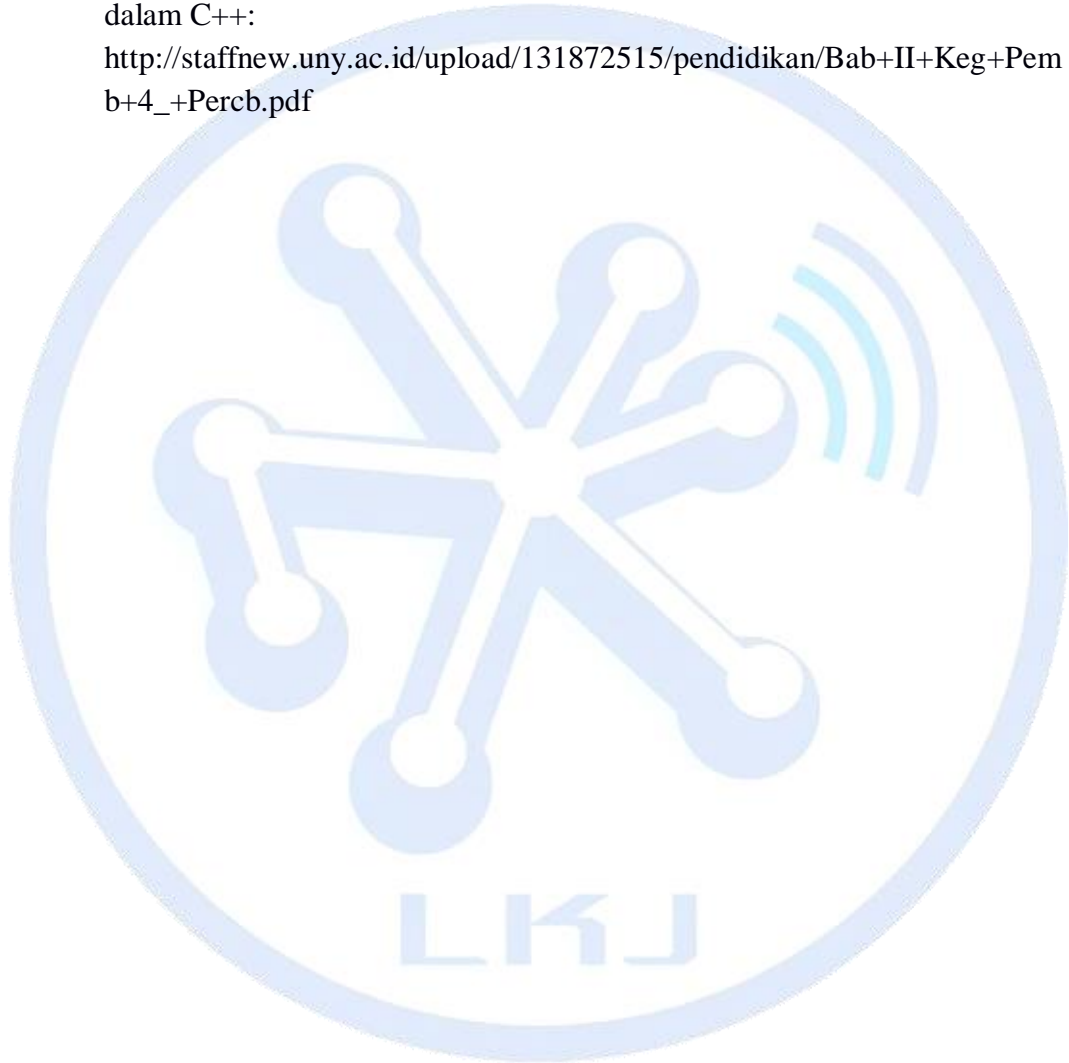 dalam C++:
http://staffnew.uny.ac.id/upload/131872515/pendidikan/Bab+II+Keg+Pem
b+4_+Percb.pdf
LKJ